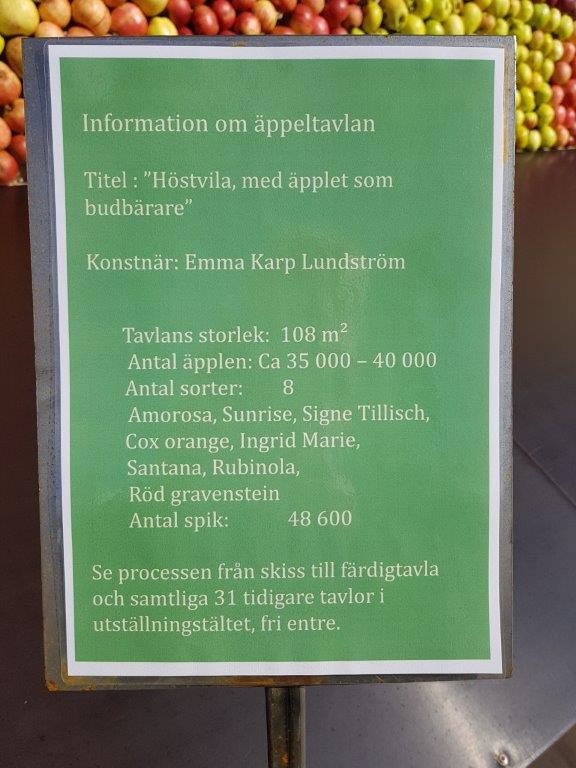 Information om äppeltavlan
Titel : ”Höstvila, med äpplet som
budbärare”
Konstnär: Emma Karp Lundström
Tavlans storlek: 108 m²
Antal äpplen: Ca 35 000 – 40 000
Antal sorter: 8
Amorosa, Sunrise, Signe Tillisch,
Cox orange, Ingrid Marie,
Santana, Rubinola,
Röd gravenstein
Antal spik: 48 600
Se processen från skiss till färdigtavla
och samtliga 31 tidigare tavlor i
utställningstältet, fri entre.